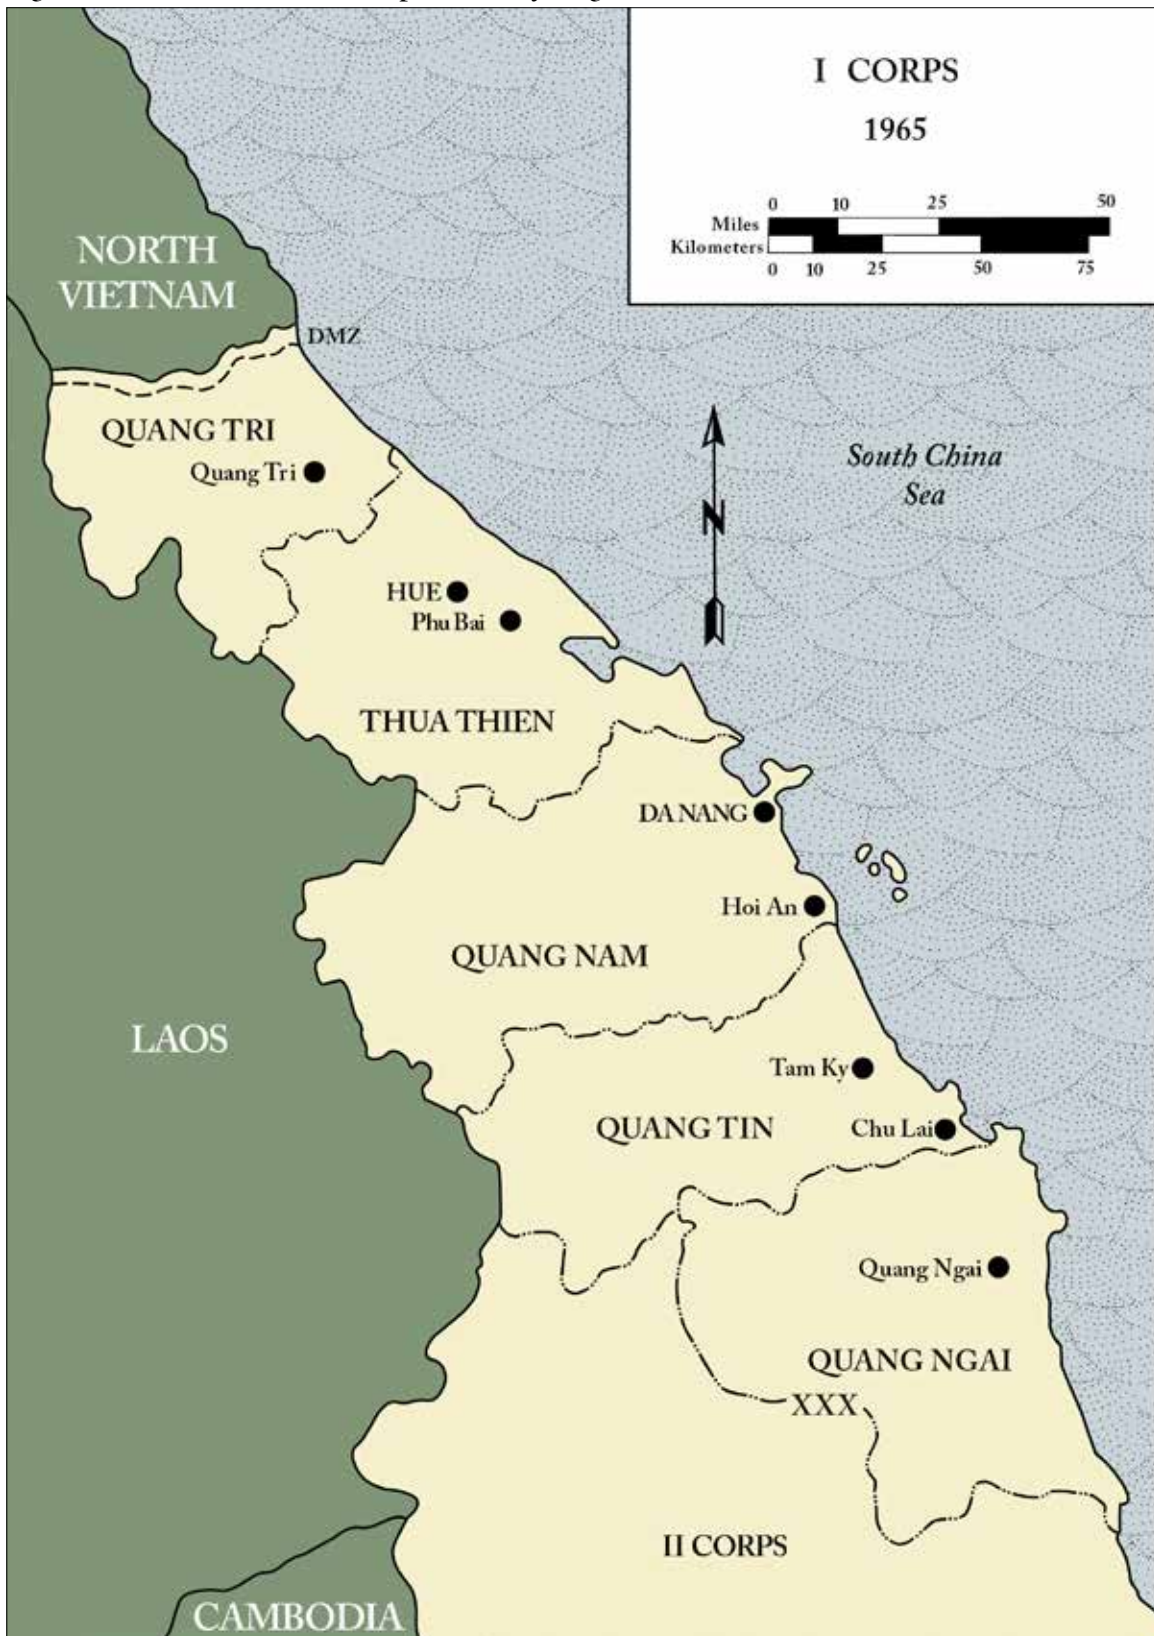 I CORPS
1965
0 10 25 50
Miles
Kilometers
0 10 25 50 75
NORTH
VIETNAM
DMZ
QUANG TRI
Quang Tri
South China
Sea
N
HUE
Phu Bai
THUA THIEN
DA NANG
Hoi An
QUANG NAM
LAOS
Tam Ky
QUANG TIN
Chu Lai
Quang Ngai
QUANG NGAI
XXX
II CORPS
CAMBODIA